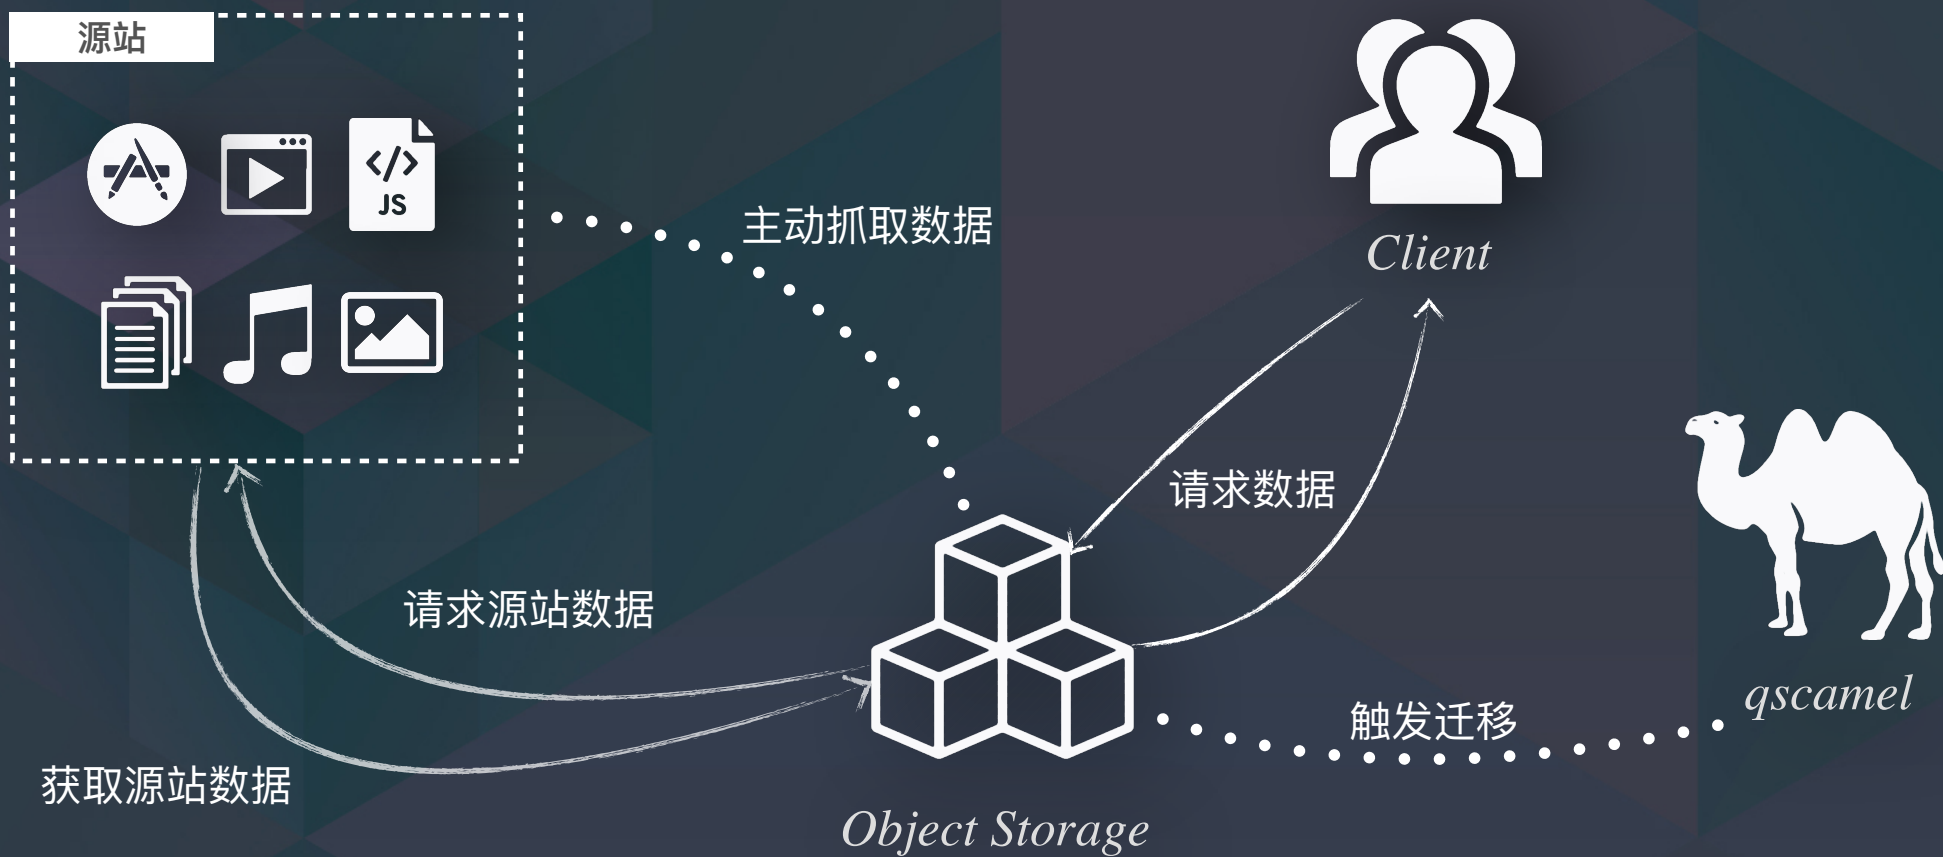 源站
JS
主动抓取数据
Client
请求数据
请求源站数据
qscamel
触发迁移
获取源站数据
Object Storage